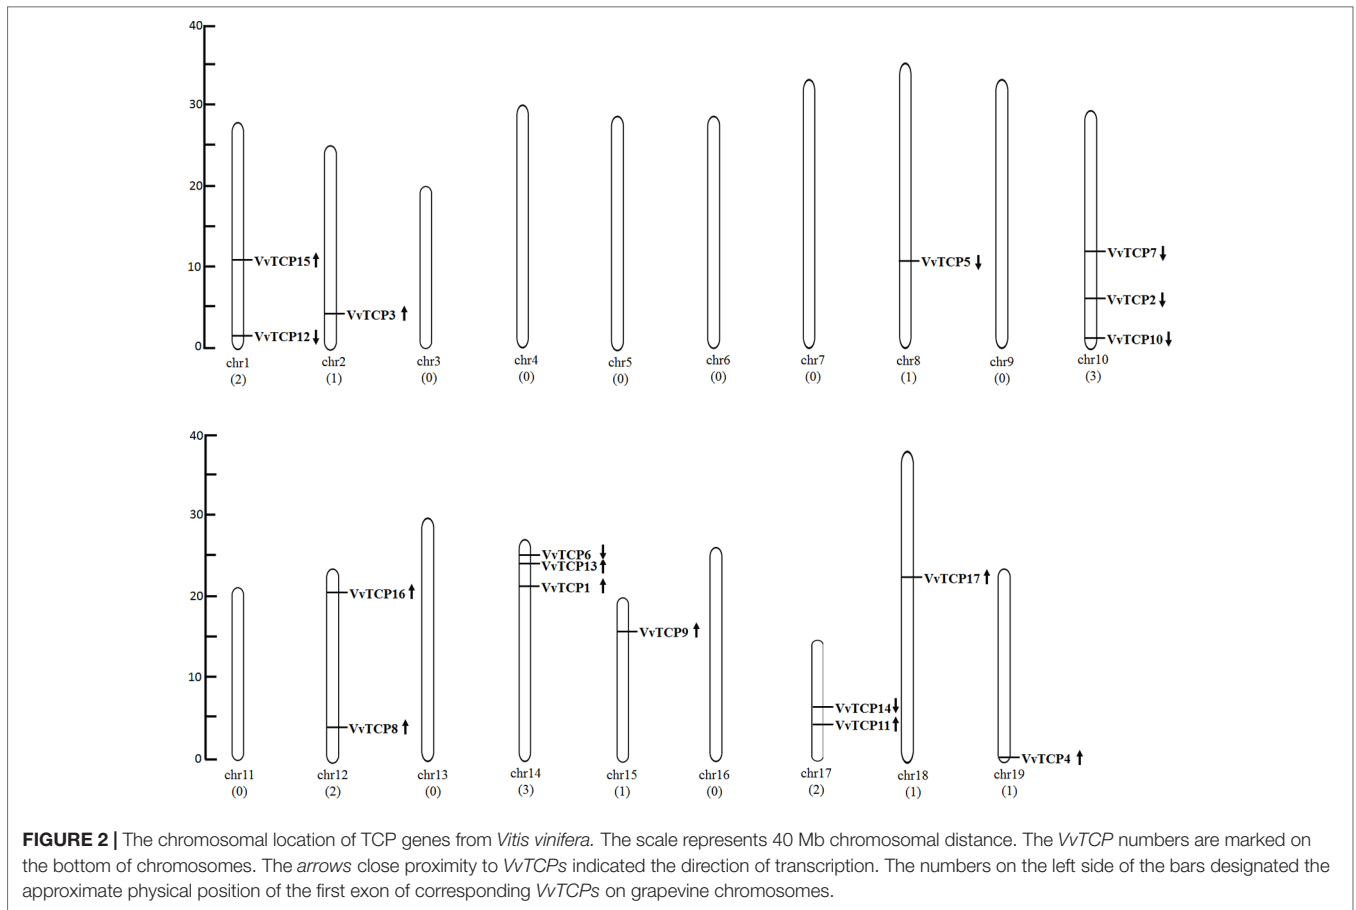 40
30
20
10
0
VvTCP15
VvTCP12
VvTCP3
VvTCP5
VvTCP7
VvTCP2
VvTCP10
chr1 chr2 chr3 chr4 chr5 chr6 chr7 chr8 chr9 chr10
(2) (1) (0) (0) (0) (0) (0) (1) (0) (3)
40
30
20
10
0
VvTCP16
VvTCP8
VvTCP6
VvTCP13
VvTCP1
VvTCP9
VvTCP14
VvTCP11
VvTCP17
VvTCP4
chr11 chr12 chr13 chr14 chr15 chr16 chr17 chr18 chr19
(0) (2) (0) (3) (1) (0) (2) (1) (1)
FIGURE 2 | The chromosomal location of TCP genes from Vitis vinifera. The scale represents 40 Mb chromosomal distance. The VvTCP numbers are marked on
the bottom of chromosomes. The arrows close proximity to VvTCPs indicated the direction of transcription. The numbers on the left side of the bars designated the
approximate physical position of the first exon of corresponding VvTCPs on grapevine chromosomes.